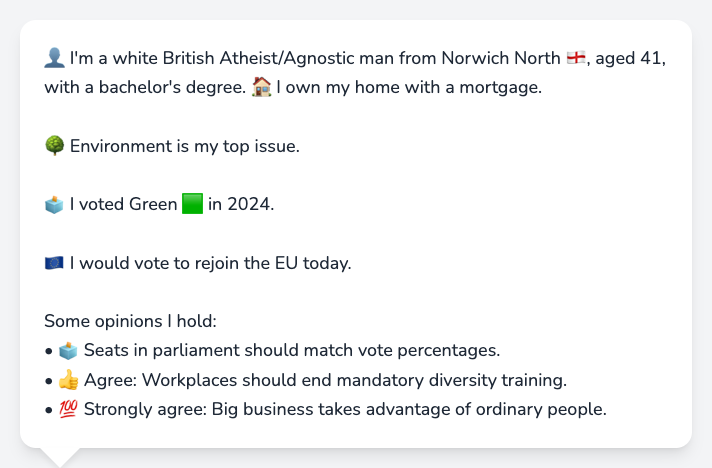 👤 I'm a white British Atheist/Agnostic man from Norwich North 🏴󠁧󠁢󠁥󠁮󠁧󠁿, aged 41,
with a bachelor's degree. 🏠 I own my home with a mortgage.
🌳 Environment is my top issue.
🗳️ I voted Green 🟩 in 2024.
🇪🇺 I would vote to rejoin the EU today.
Some opinions I hold:
• 🗳️ Seats in parliament should match vote percentages.
• 👍 Agree: Workplaces should end mandatory diversity training.
• 💯 Strongly agree: Big business takes advantage of ordinary people.